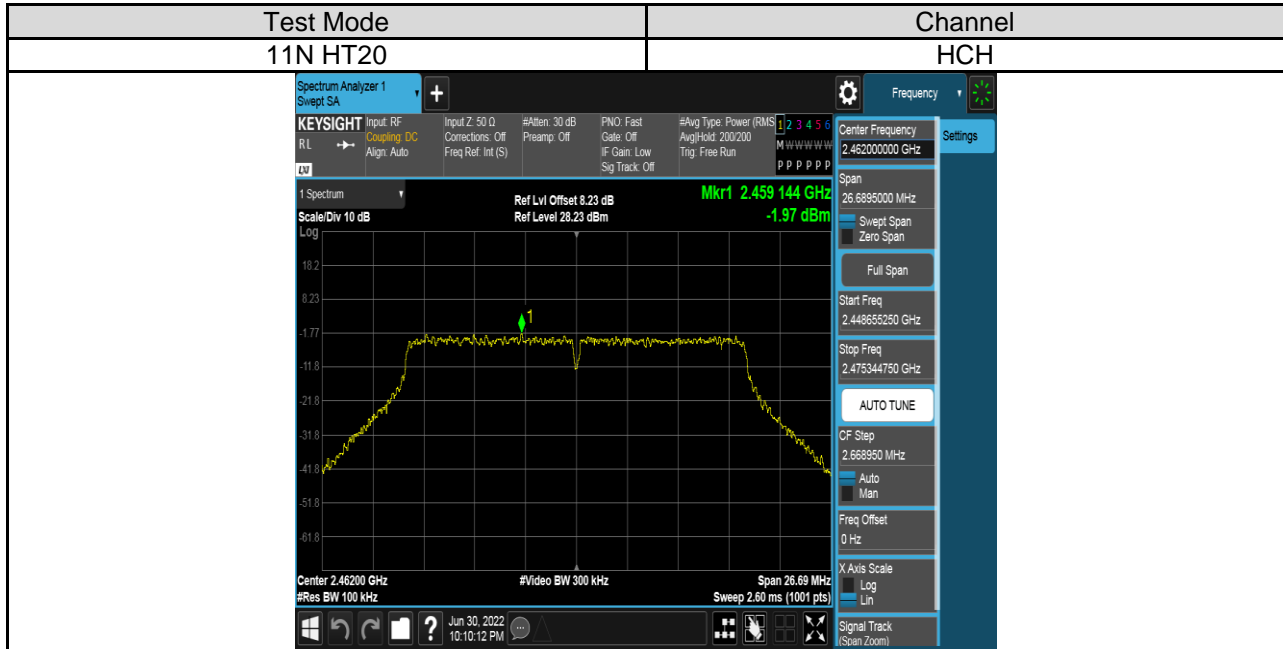 Test Mode Channel
11N HT20 HCH
Spectrum Analyzer 1
Swept SA
+
Frequency
KEYSIGHT
RL
LXI
Input: RF
Coupling: DC
Align: Auto
Input Z: 50 Ω
Corrections: Off
Freq Ref: Int (S)
#Atten: 30 dB
Preamp: Off
PNO: Fast
Gate: Off
IF Gain: Low
Sig Track: Off
#Avg Type: Power (RMS
Avg|Hold: 200/200
Trig: Free Run
1 2 3 4 5 6
M W W W W W
P P P P P P
1 Spectrum
Scale/Div 10 dB
Log
Ref Lvl Offset 8.23 dB
Ref Level 28.23 dBm
Mkr1 2.459 144 GHz
-1.97 dBm
18.2
8.23
-1.77
-11.8
-21.8
-31.8
-41.8
-51.8
-61.8
1
Center 2.46200 GHz
#Res BW 100 kHz
#Video BW 300 kHz
Span 26.69 MHz
Sweep 2.60 ms (1001 pts)
?
Jun 30, 2022
10:10:12 PM
Settings
Center Frequency
2.462000000 GHz
Span
26.6895000 MHz
Swept Span
Zero Span
Full Span
Start Freq
2.448655250 GHz
Stop Freq
2.475344750 GHz
AUTO TUNE
CF Step
2.668950 MHz
Auto
Man
Freq Offset
0 Hz
X Axis Scale
Log
Lin
Signal Track
(Span Zoom)